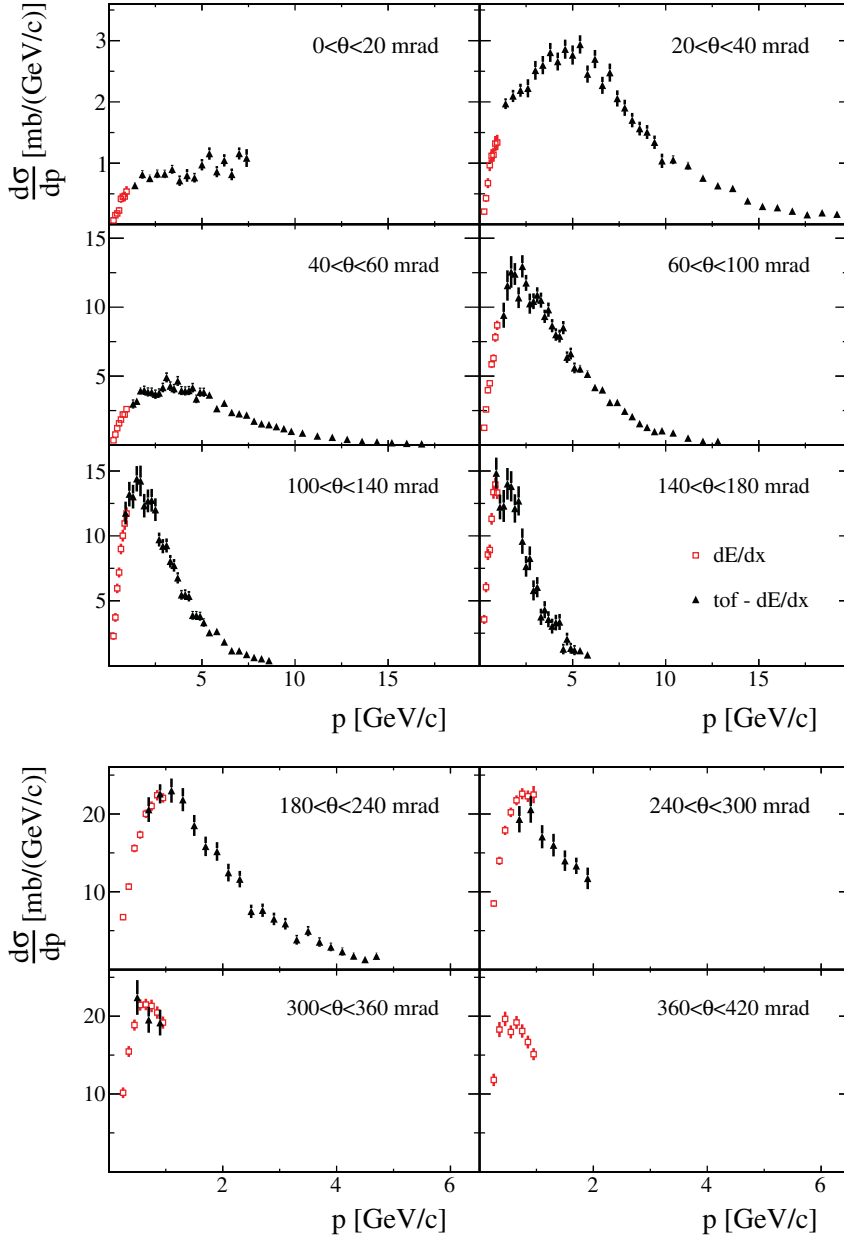 dσ/dp [mb/(GeV/c)]
0<θ<20 mrad
20<θ<40 mrad
3
2
1
40<θ<60 mrad
60<θ<100 mrad
15
10
5
100<θ<140 mrad
140<θ<180 mrad
15
10
5
dE/dx
tof - dE/dx
5 10 15
5 10 15
p [GeV/c]
p [GeV/c]
dσ/dp [mb/(GeV/c)]
180<θ<240 mrad
240<θ<300 mrad
20
10
300<θ<360 mrad
360<θ<420 mrad
20
10
2 4 6
2 4 6
p [GeV/c]
p [GeV/c]